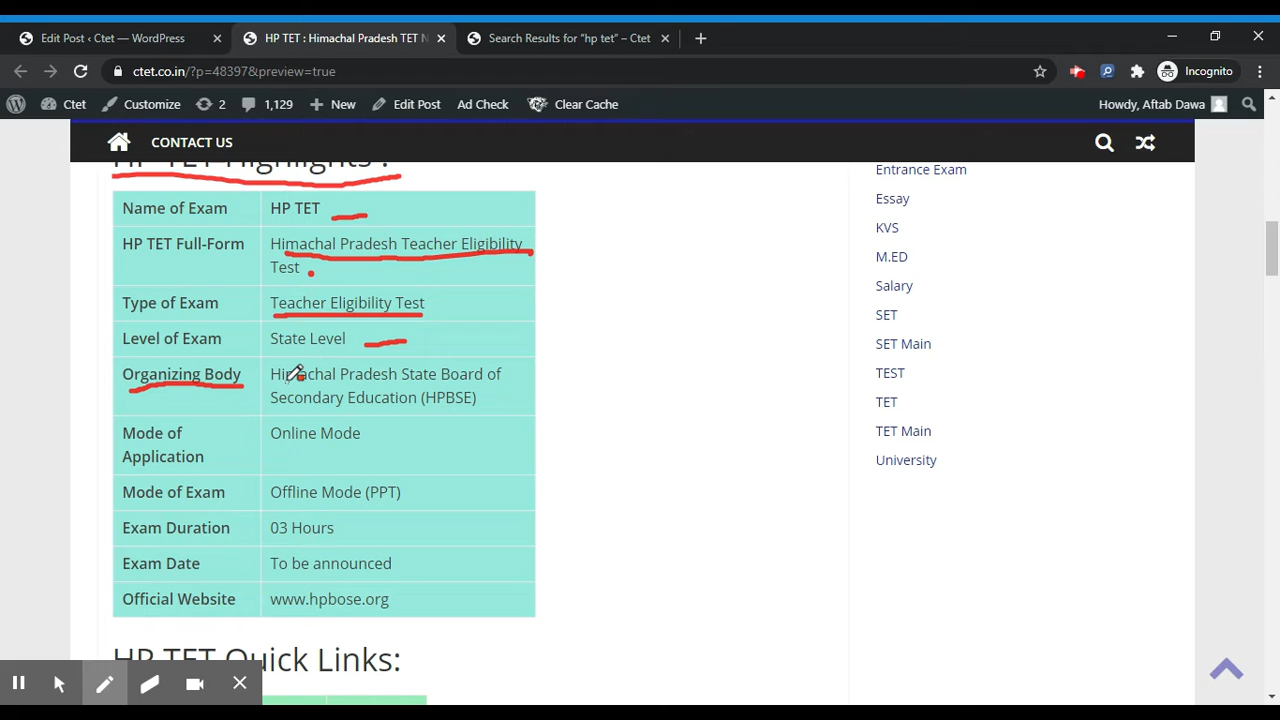 Edit Post ‹ Ctet — WordPress
HP TET : Himachal Pradesh TET N
Search Results for "hp tet" – Ctet
ctet.co.in/?p=48397&preview=true
Incognito
Ctet
Customize
2
1,129
New
Edit Post
Ad Check
Clear Cache
Howdy, Aftab Dawa
CONTACT US
HP TET Highlights :
Name of Exam HP TET
HP TET Full-Form Himachal Pradesh Teacher Eligibility
Test
Type of Exam Teacher Eligibility Test
Level of Exam State Level
Organizing Body Himachal Pradesh State Board of
Secondary Education (HPBSE)
Mode of Online Mode
Application
Mode of Exam Offline Mode (PPT)
Exam Duration 03 Hours
Exam Date To be announced
Official Website www.hpbose.org
HP TET Quick Links:
Entrance Exam
Essay
KVS
M.ED
Salary
SET
SET Main
TEST
TET
TET Main
University